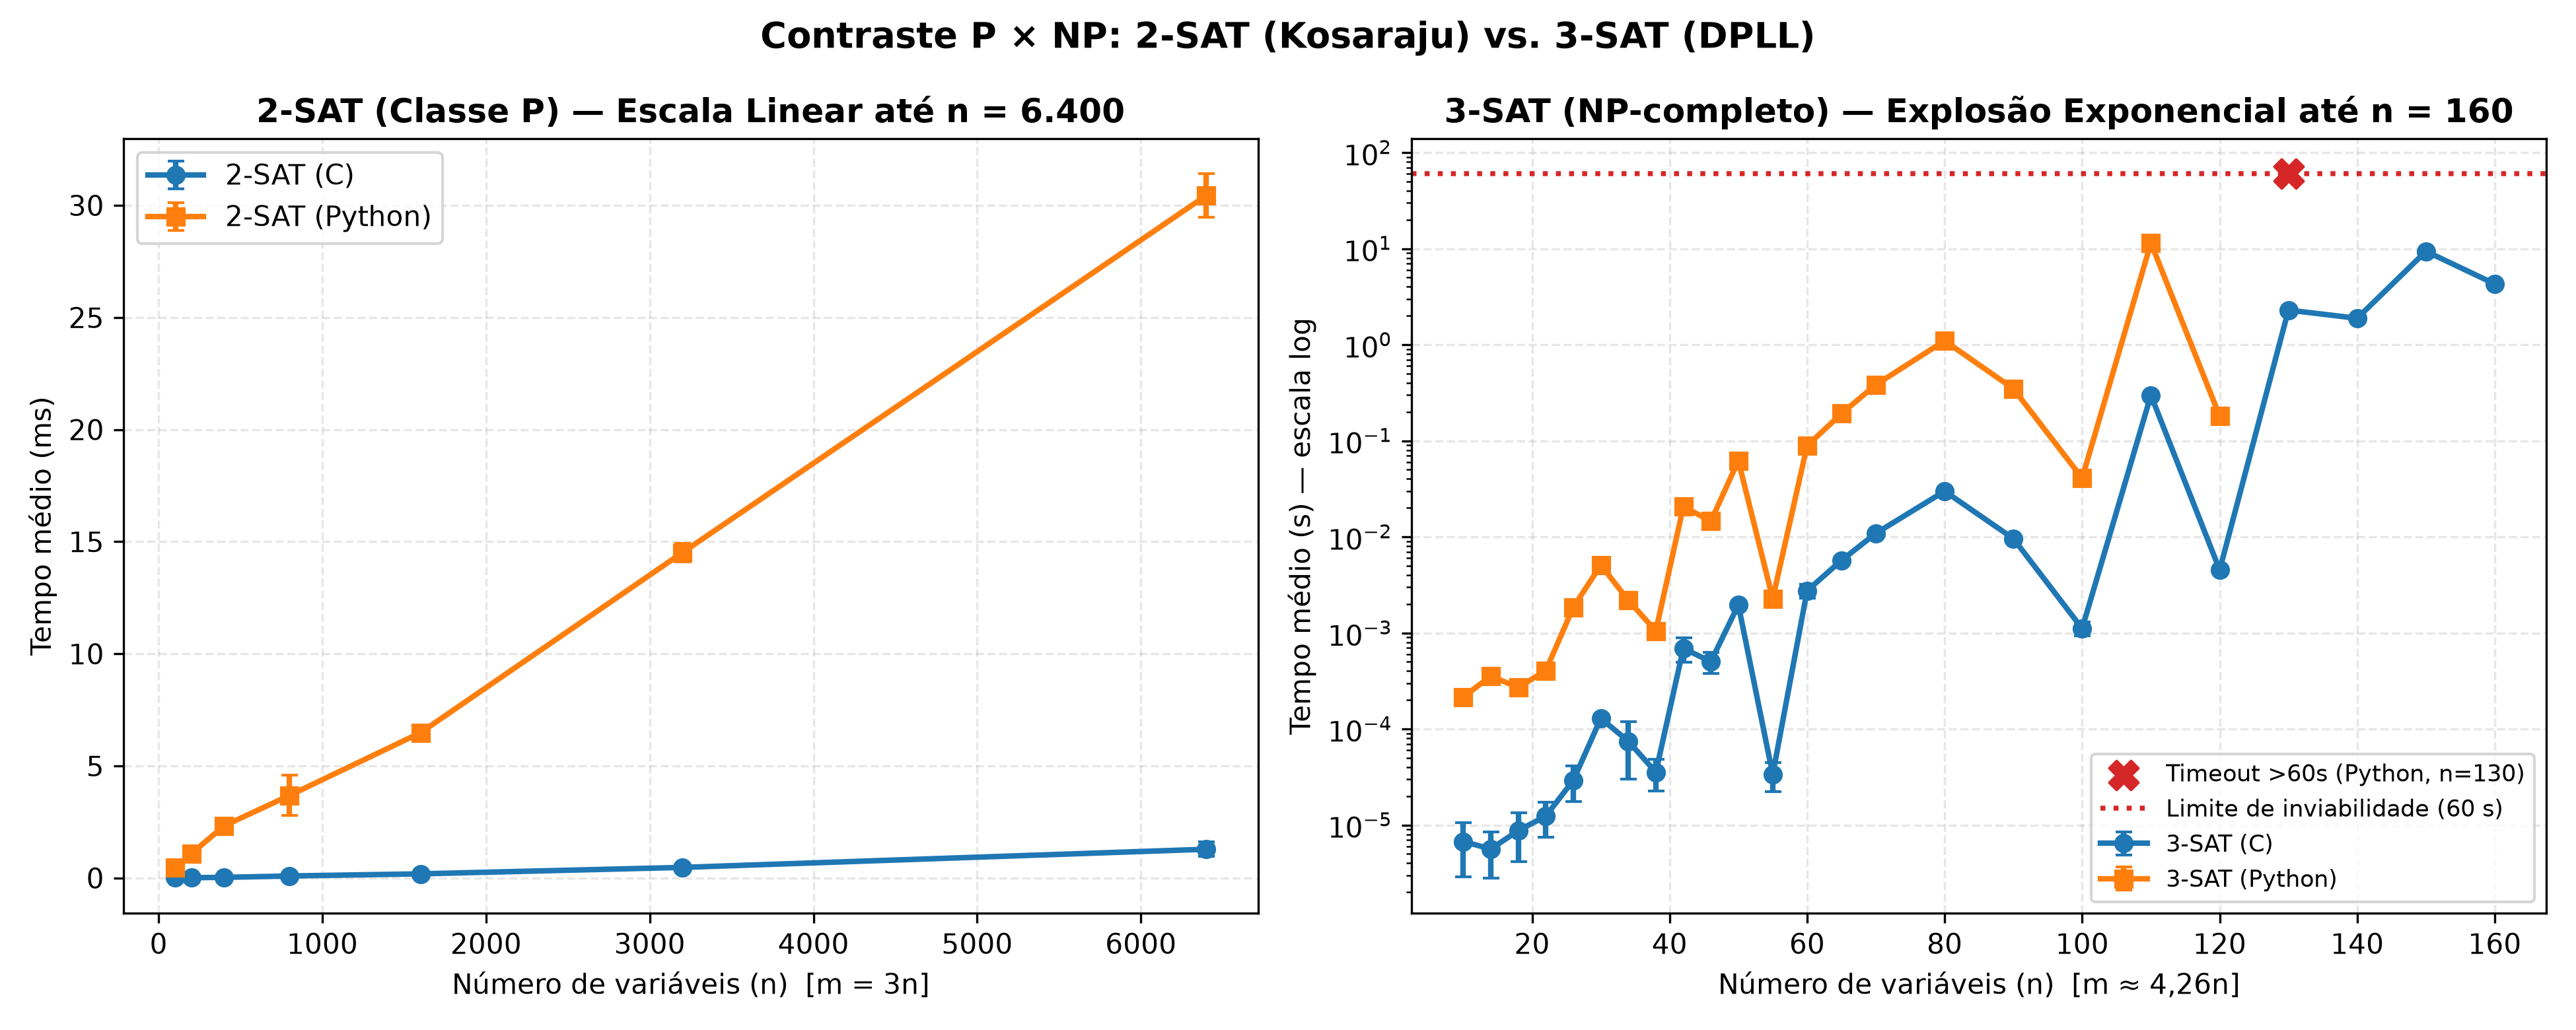 Contraste P × NP: 2-SAT (Kosaraju) vs. 3-SAT (DPLL)
2-SAT (Classe P) — Escala Linear até n = 6.400
2-SAT (C)
2-SAT (Python)
Tempo médio (ms)
30
25
20
15
10
5
0
0 1000 2000 3000 4000 5000 6000
Número de variáveis (n) [m = 3n]
3-SAT (NP-completo) — Explosão Exponencial até n = 160
Tempo médio (s) — escala log
10²
10¹
10⁰
10⁻¹
10⁻²
10⁻³
10⁻⁴
10⁻⁵
Timeout >60s (Python, n=130)
Limite de inviabilidade (60 s)
3-SAT (C)
3-SAT (Python)
20 40 60 80 100 120 140 160
Número de variáveis (n) [m ≈ 4,26n]